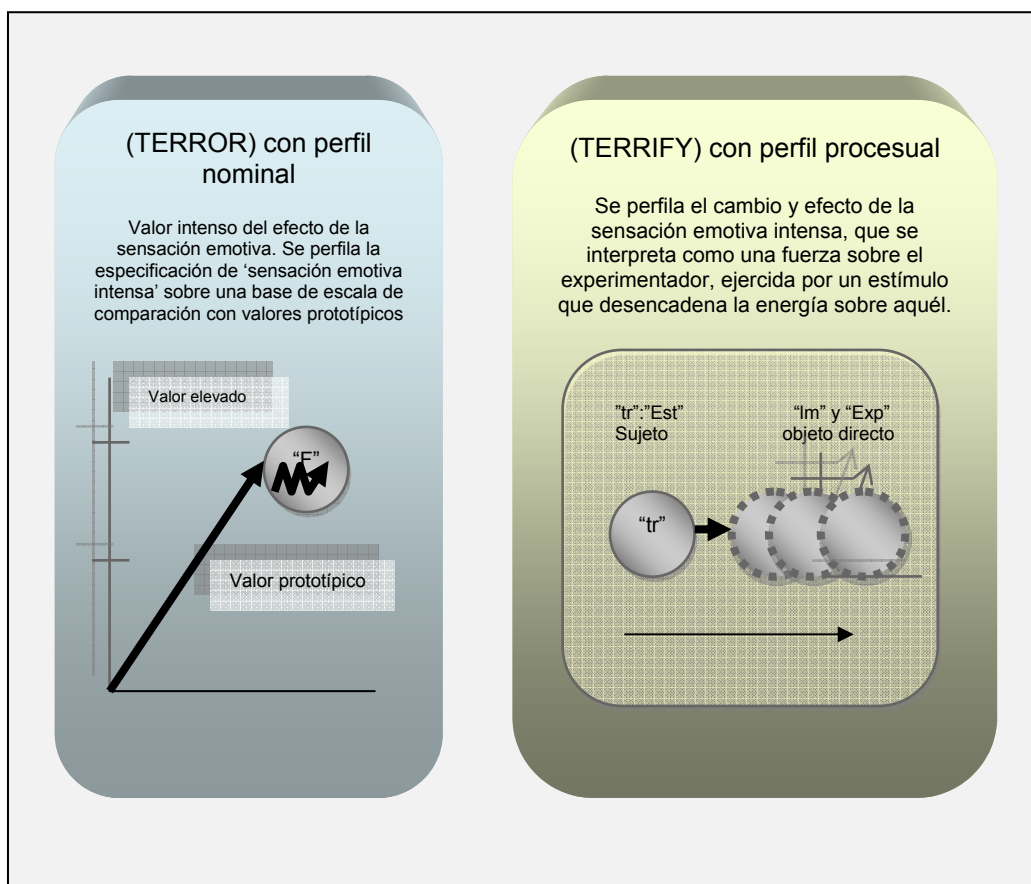 (TERROR) con perfil
nominal
Valor intenso del efecto de la
sensación emotiva. Se perfila la
especificación de ‘sensación emotiva
intensa’ sobre una base de escala de
comparación con valores prototípicos
Valor elevado
“E”
Valor prototípico
(TERRIFY) con perfil procesual
Se perfila el cambio y efecto de la
sensación emotiva intensa, que se
interpreta como una fuerza sobre el
experimentador, ejercida por un estímulo
que desencadena la energía sobre aquél.
”tr”:”Est”
Sujeto
“Im” y “Exp”
objeto directo
“tr”